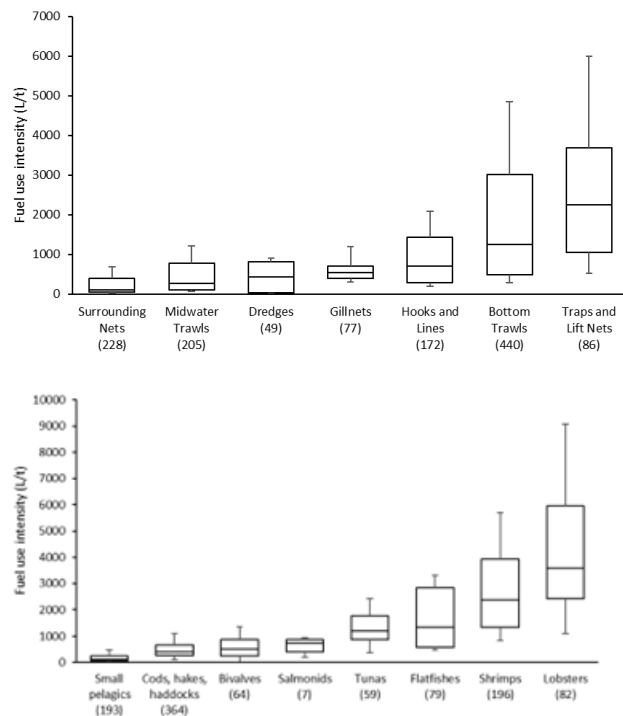 7000
6000
5000
4000
3000
2000
1000
0
Fuel use intensity (L/t)
Surrounding Nets (228)
Midwater Trawls (205)
Dredges (49)
Gillnets (77)
Hooks and Lines (172)
Bottom Trawls (440)
Traps and Lift Nets (86)
10000
9000
8000
7000
6000
5000
4000
3000
2000
1000
0
Fuel use intensity (L/t)
Small pelagics (193)
Cods, hakes, haddocks (364)
Bivalves (64)
Salmonids (7)
Tunas (59)
Flatfishes (79)
Shrimps (196)
Lobsters (82)